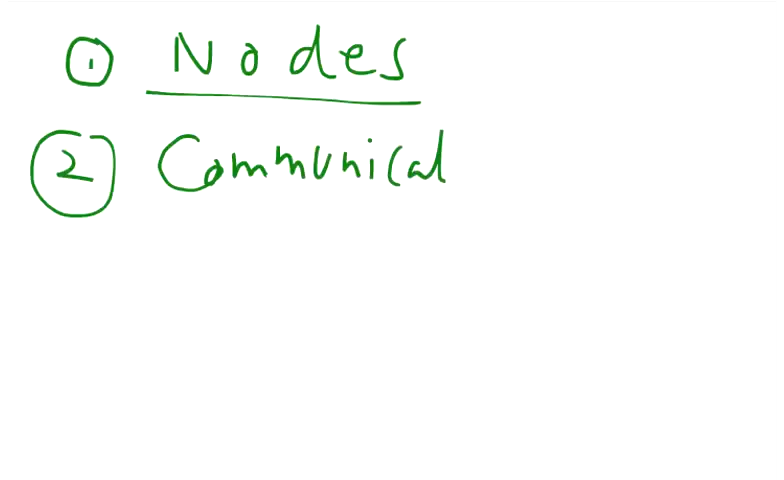 ① Nodes
② Communical